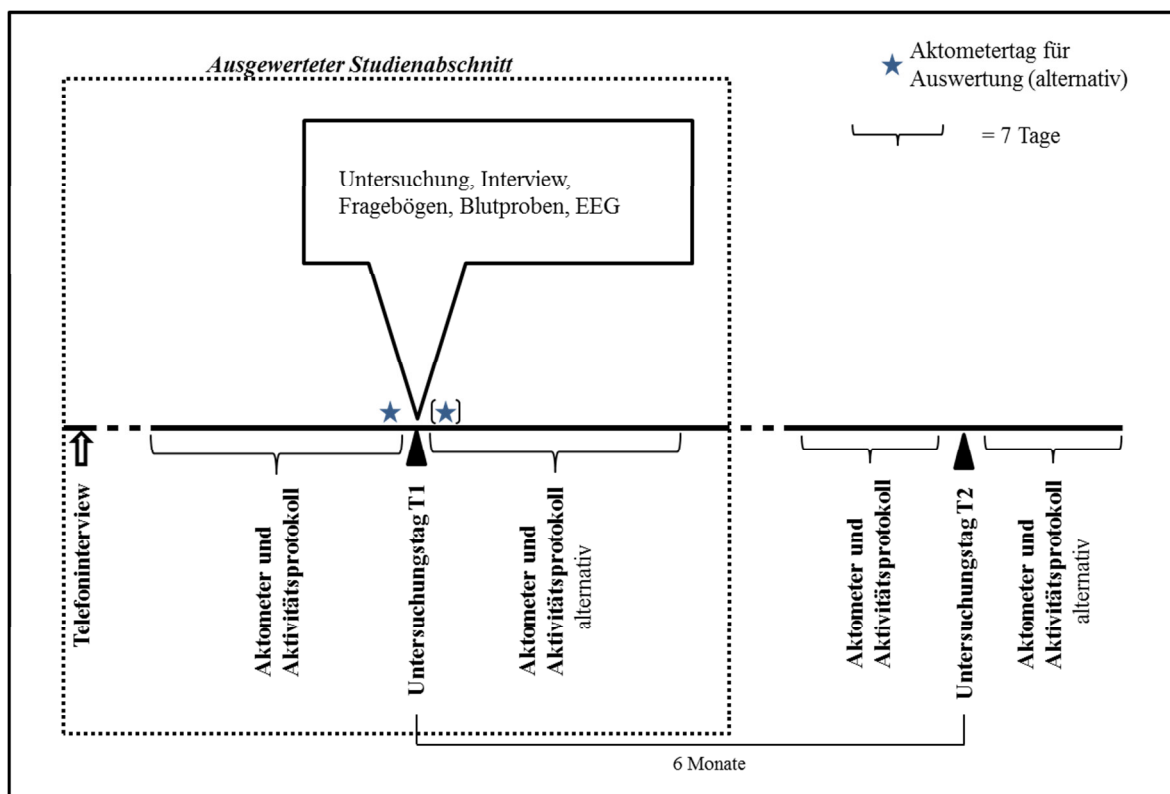 Ausgewerteter Studienabschnitt
Aktometertag für
Auswertung (alternativ)
= 7 Tage
Untersuchung, Interview,
Fragebögen, Blutproben, EEG
Telefoninterview
Aktometer und
Aktivitätsprotokoll
Untersuchungstag T1
Aktometer und
Aktivitätsprotokoll
alternativ
Aktometer und
Aktivitätsprotokoll
Untersuchungstag T2
Aktometer und
Aktivitätsprotokoll
alternativ
6 Monate